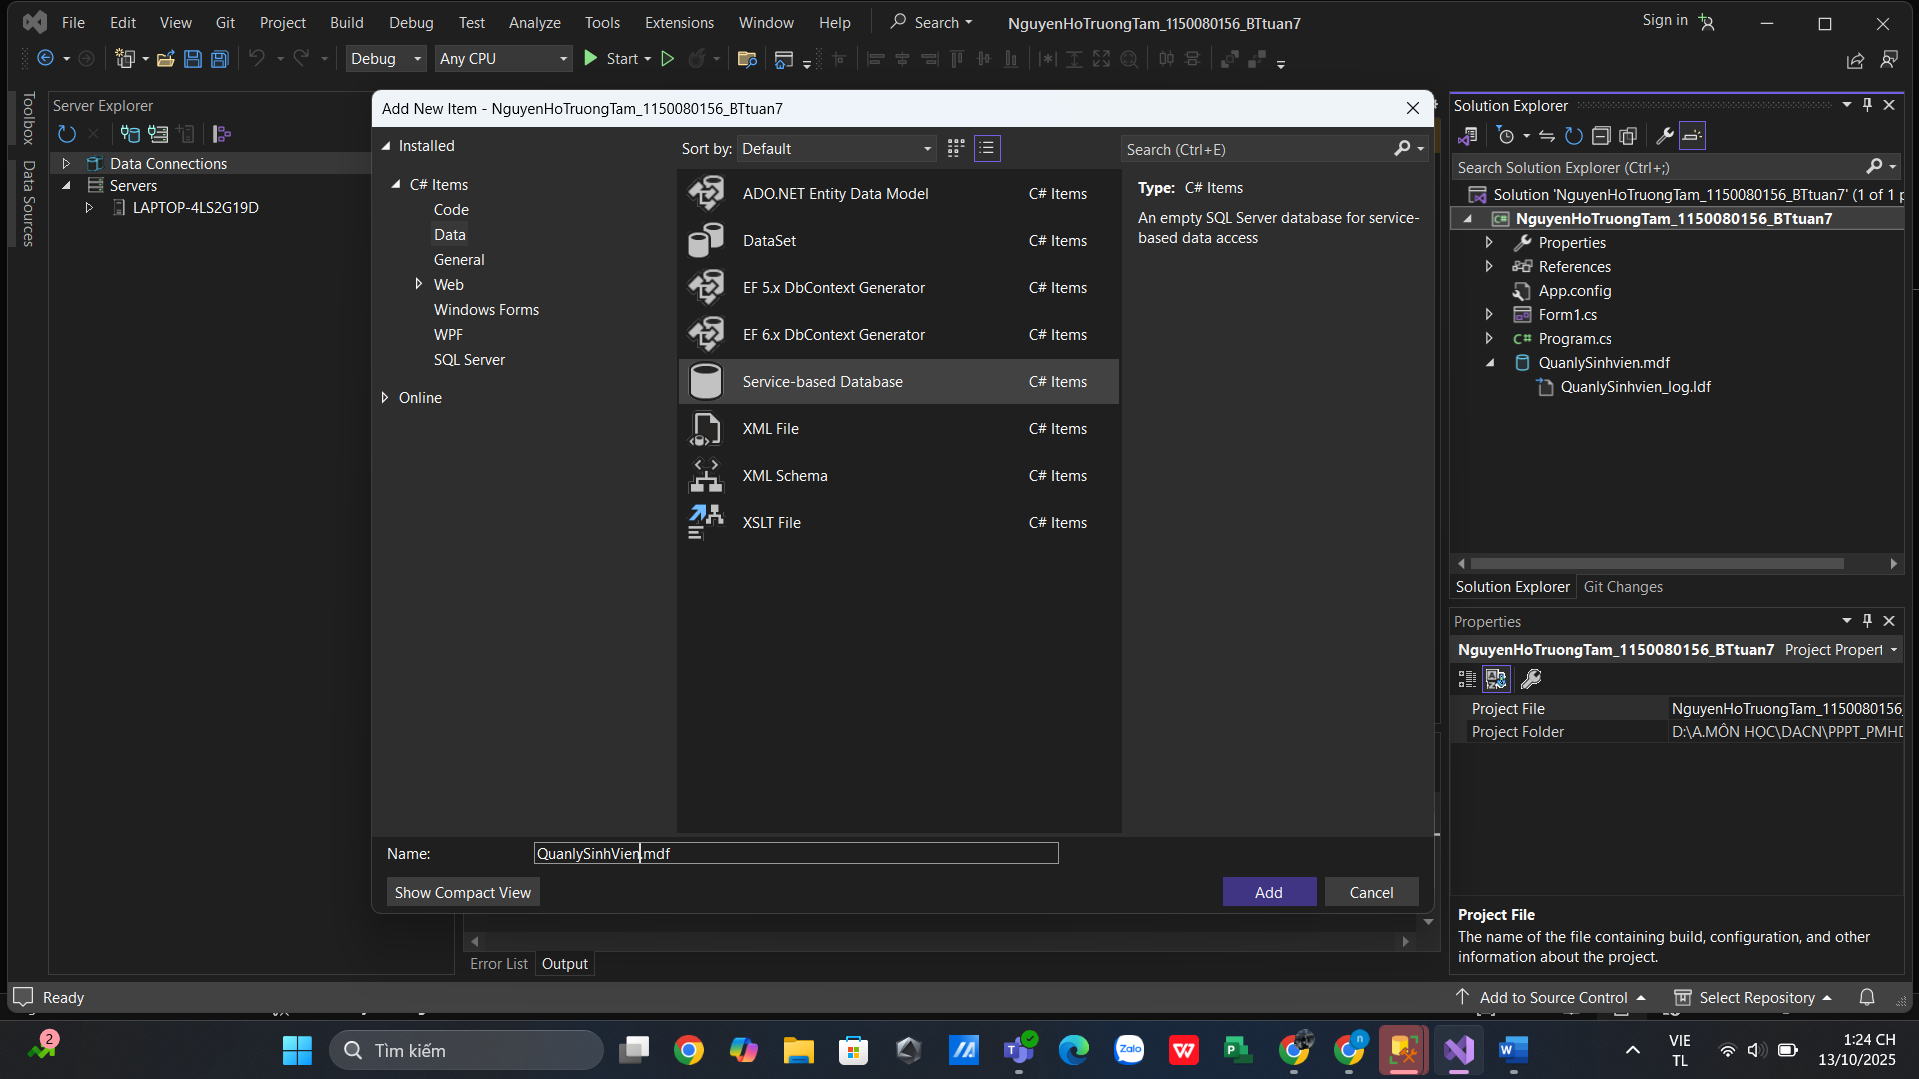 File Edit View Git Project Build Debug Test Analyze Tools Extensions Window Help Search NguyenHoTruongTam_1150080156_BTtuan7 Sign in
Debug Any CPU Start
Toolbox
Data Sources
Server Explorer
Data Connections
Servers
LAPTOP-4LS2G19D
Add New Item - NguyenHoTruongTam_1150080156_BTtuan7
Installed
C# Items
Code
Data
General
Web
Windows Forms
WPF
SQL Server
Online
Sort by: Default
Search (Ctrl+E)
ADO.NET Entity Data Model C# Items
DataSet C# Items
EF 5.x DbContext Generator C# Items
EF 6.x DbContext Generator C# Items
Service-based Database C# Items
XML File C# Items
XML Schema C# Items
XSLT File C# Items
Type: C# Items
An empty SQL Server database for service-
based data access
Name: QuanlySinhVien.mdf
Show Compact View
Add Cancel
Error List Output
Solution Explorer
Search Solution Explorer (Ctrl+;)
Solution 'NguyenHoTruongTam_1150080156_BTtuan7' (1 of 1 p
C# NguyenHoTruongTam_1150080156_BTtuan7
Properties
References
App.config
Form1.cs
C# Program.cs
QuanlySinhvien.mdf
QuanlySinhvien_log.ldf
Solution Explorer Git Changes
Properties
NguyenHoTruongTam_1150080156_BTtuan7 Project Propert
Project File NguyenHoTruongTam_1150080156_
Project Folder D:\A.MÔN HỌC\DACN\PPPT_PMHD
Project File
The name of the file containing build, configuration, and other
information about the project.
Ready
Add to Source Control Select Repository
2
Tìm kiếm
Zalo
VIE
TL
1:24 CH
13/10/2025